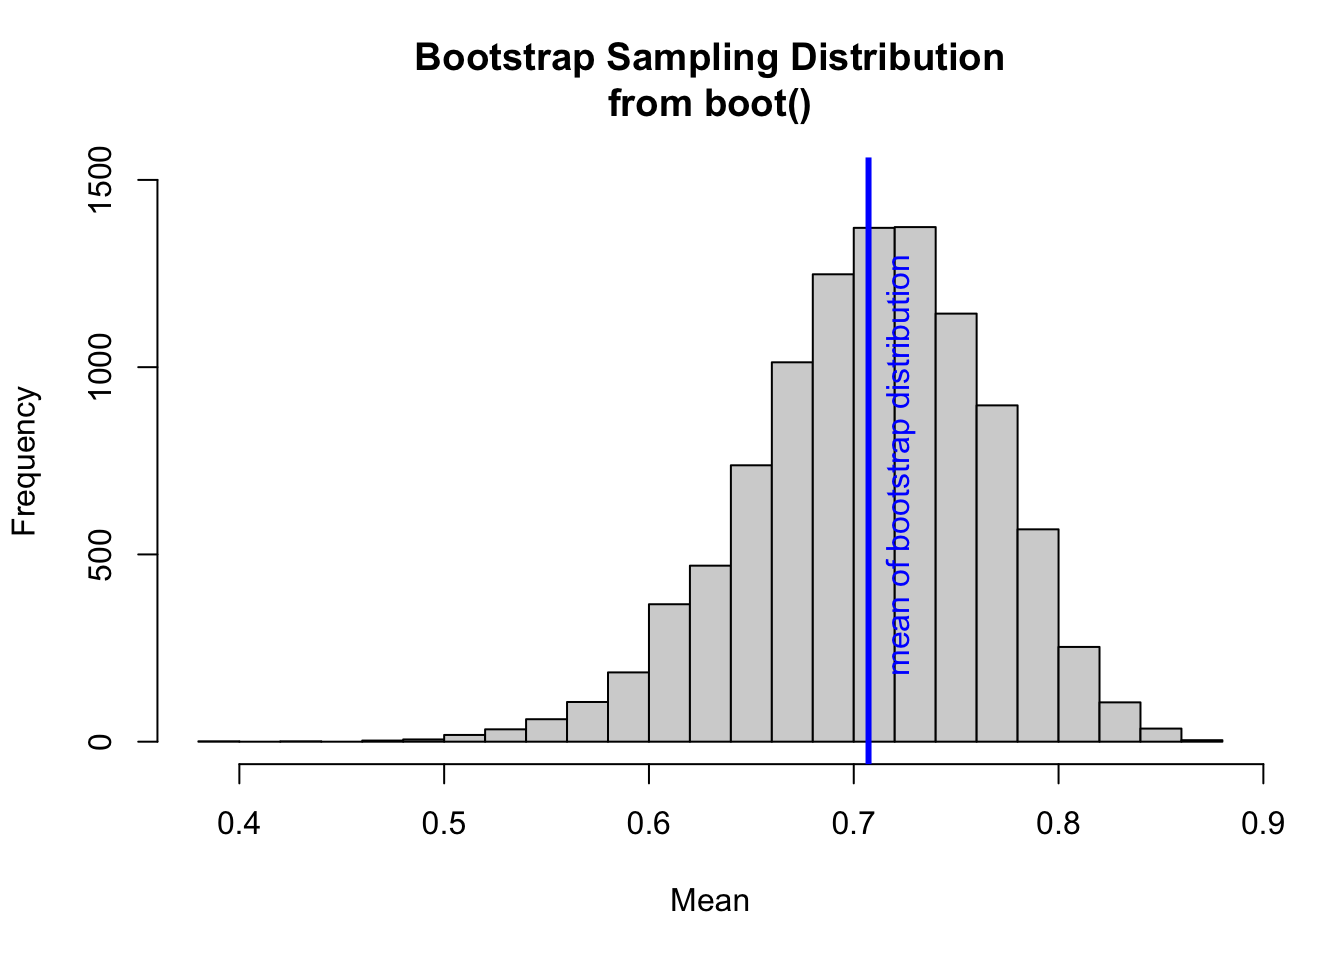 Bootstrap Sampling Distribution
from boot()
Frequency
1500
1000
500
0
mean of bootstrap distribution
0.4 0.5 0.6 0.7 0.8 0.9
Mean